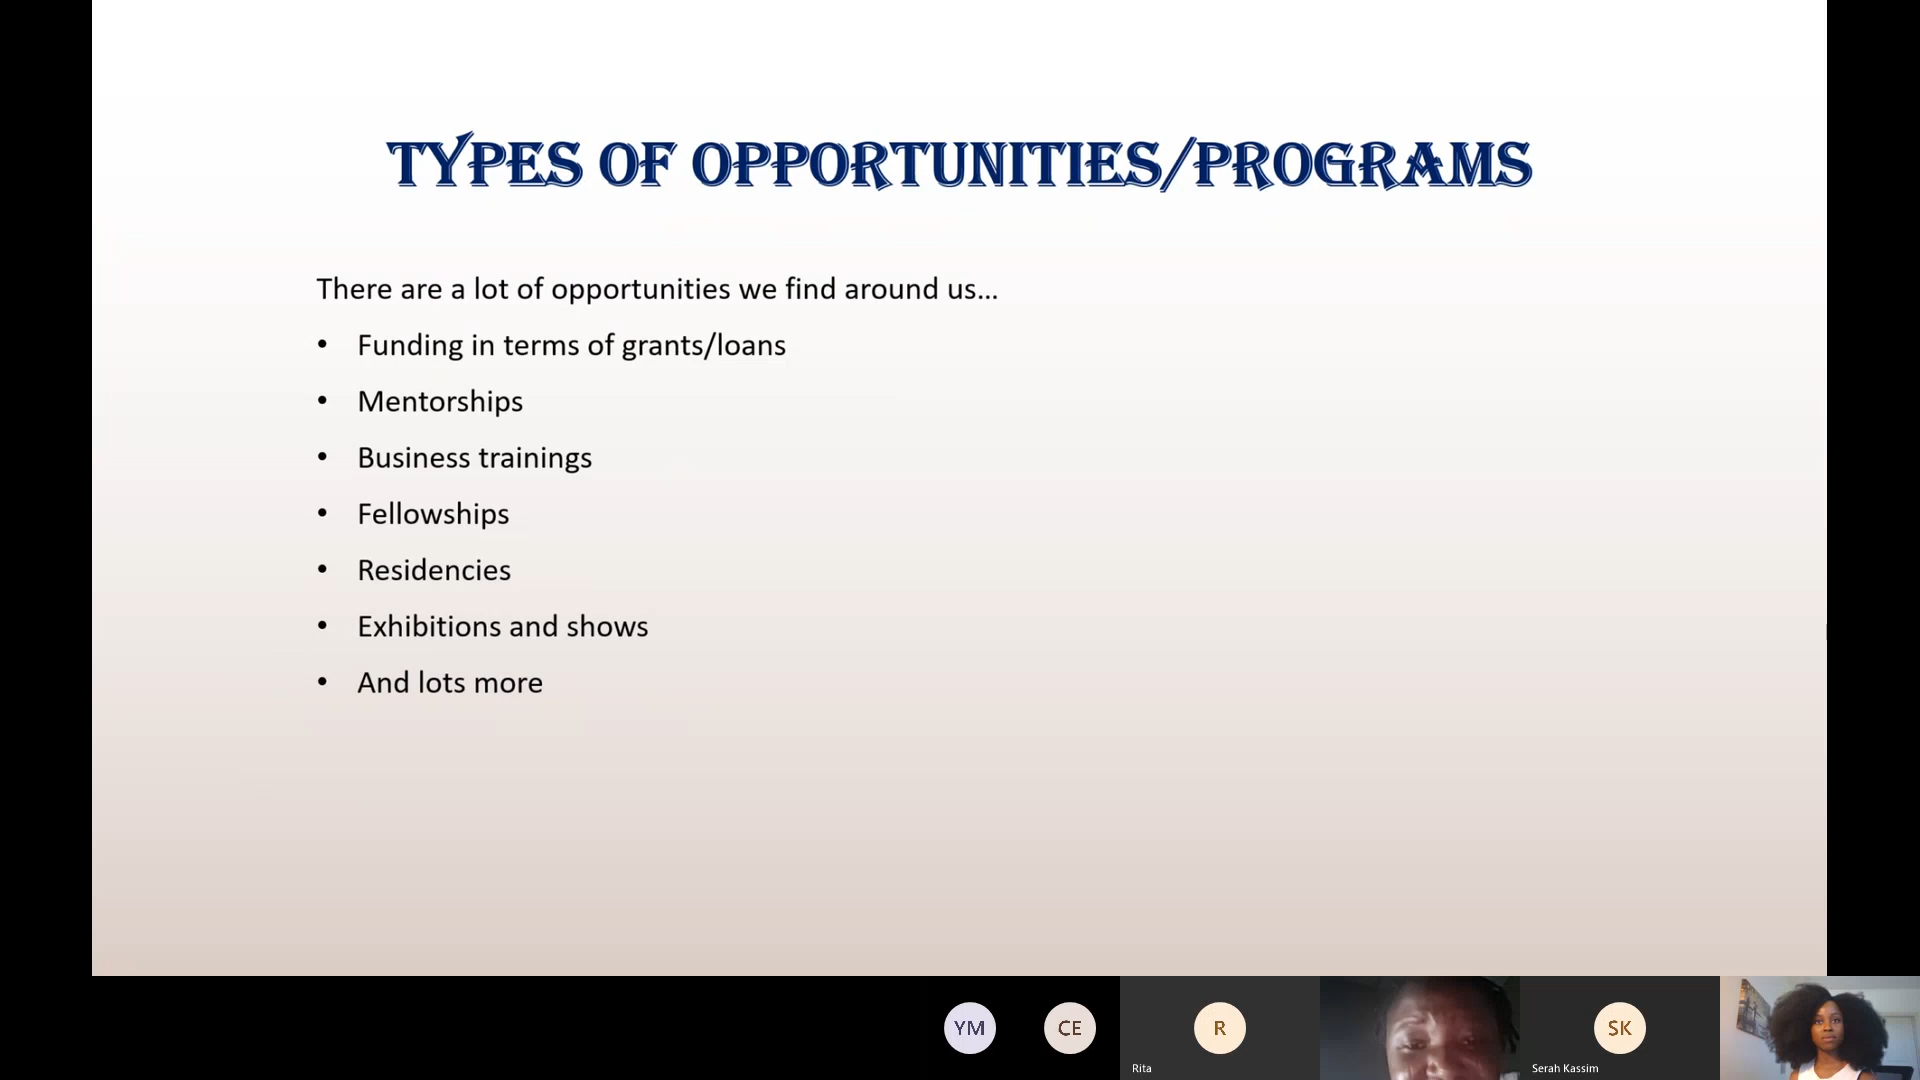 TYPES OF OPPORTUNITIES/PROGRAMS
There are a lot of opportunities we find around us...
• Funding in terms of grants/loans
• Mentorships
• Business trainings
• Fellowships
• Residencies
• Exhibitions and shows
• And lots more
YM
CE
R
SK
Rita
Serah Kassim